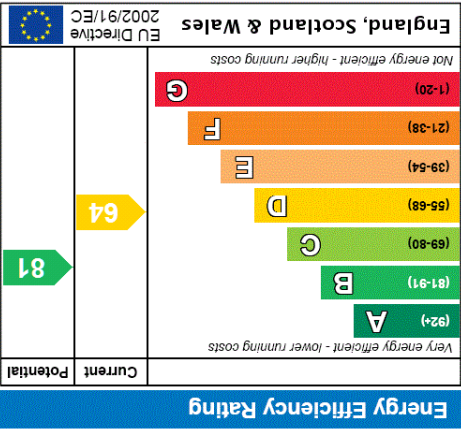 Energy Efficiency Rating
Current Potential
Very energy efficient - lower running costs
(92+) A
(81-91) B
(69-80) C
(55-68) D
(39-54) E
(21-38) F
(1-20) G
64
81
Not energy efficient - higher running costs
England, Scotland & Wales
EU Directive
2002/91/EC